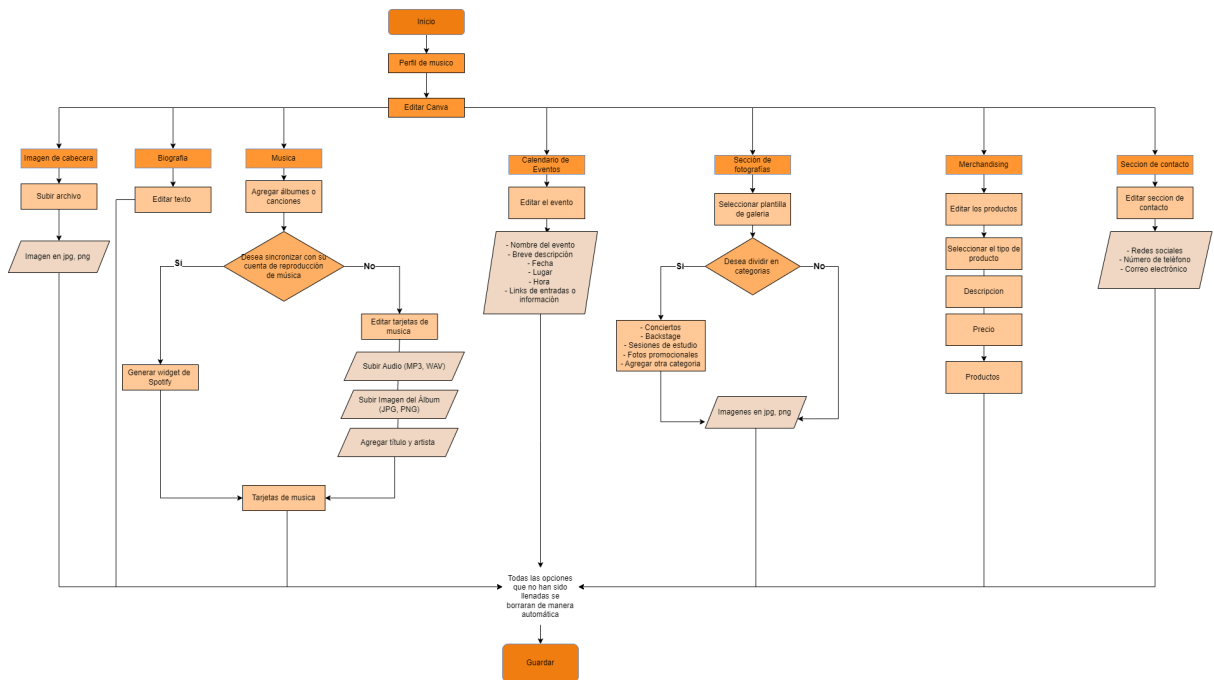 Inicio
Perfil de musico
Editar Canva
Imagen de cabecera
Subir archivo
Imagen en jpg, png
Biografia
Editar texto
Musica
Agregar álbumes o
canciones
Desea sincronizar con su
cuenta de reproducción
de música
Si
No
Generar widget de
Spotify
Editar tarjetas de
musica
Subir Audio (MP3, WAV)
Subir Imagen del Álbum
(JPG, PNG)
Agregar título y artista
Tarjetas de musica
Calendario de
Eventos
Editar el evento
- Nombre del evento
- Breve descripción
- Fecha
- Lugar
- Hora
- Links de entradas o
información
Sección de
fotografías
Seleccionar plantilla
de galeria
Desea dividir en
categorias
Si
No
- Conciertos
- Backstage
- Sesiones de estudio
- Fotos promocionales
- Agregar otra categoria
Imagenes en jpg, png
Merchandising
Editar los productos
Seleccionar el tipo de
producto
Descripcion
Precio
Productos
Seccion de contacto
Editar seccion de
contacto
- Redes sociales
- Número de teléfono
- Correo electrónico
Todas las opciones
que no han sido
llenadas se
borraran de manera
automática
Guardar